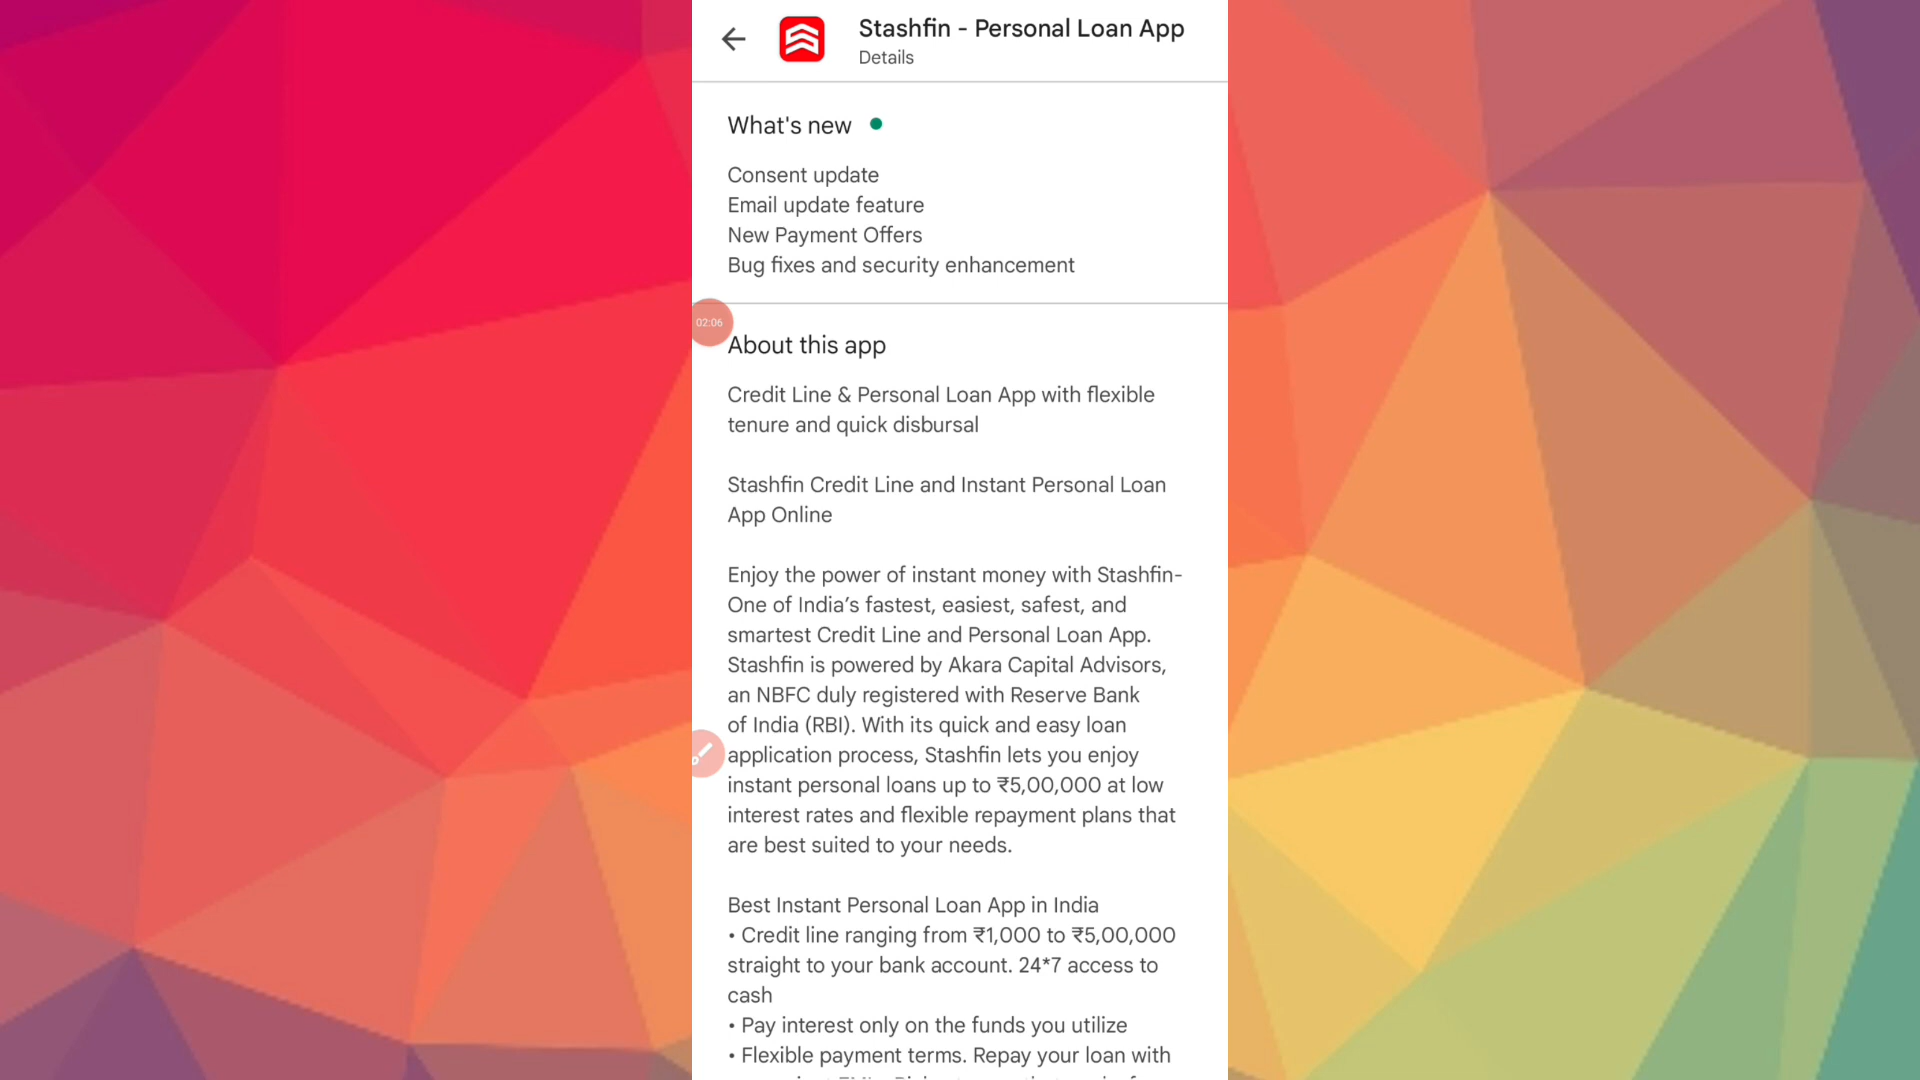 Stashfin - Personal Loan App
Details
What's new
Consent update
Email update feature
New Payment Offers
Bug fixes and security enhancement
02:06
About this app
Credit Line & Personal Loan App with flexible
tenure and quick disbursal
Stashfin Credit Line and Instant Personal Loan
App Online
Enjoy the power of instant money with Stashfin-
One of India’s fastest, easiest, safest, and
smartest Credit Line and Personal Loan App.
Stashfin is powered by Akara Capital Advisors,
an NBFC duly registered with Reserve Bank
of India (RBI). With its quick and easy loan
application process, Stashfin lets you enjoy
instant personal loans up to ₹5,00,000 at low
interest rates and flexible repayment plans that
are best suited to your needs.
Best Instant Personal Loan App in India
• Credit line ranging from ₹1,000 to ₹5,00,000
straight to your bank account. 24*7 access to
cash
• Pay interest only on the funds you utilize
• Flexible payment terms. Repay your loan with